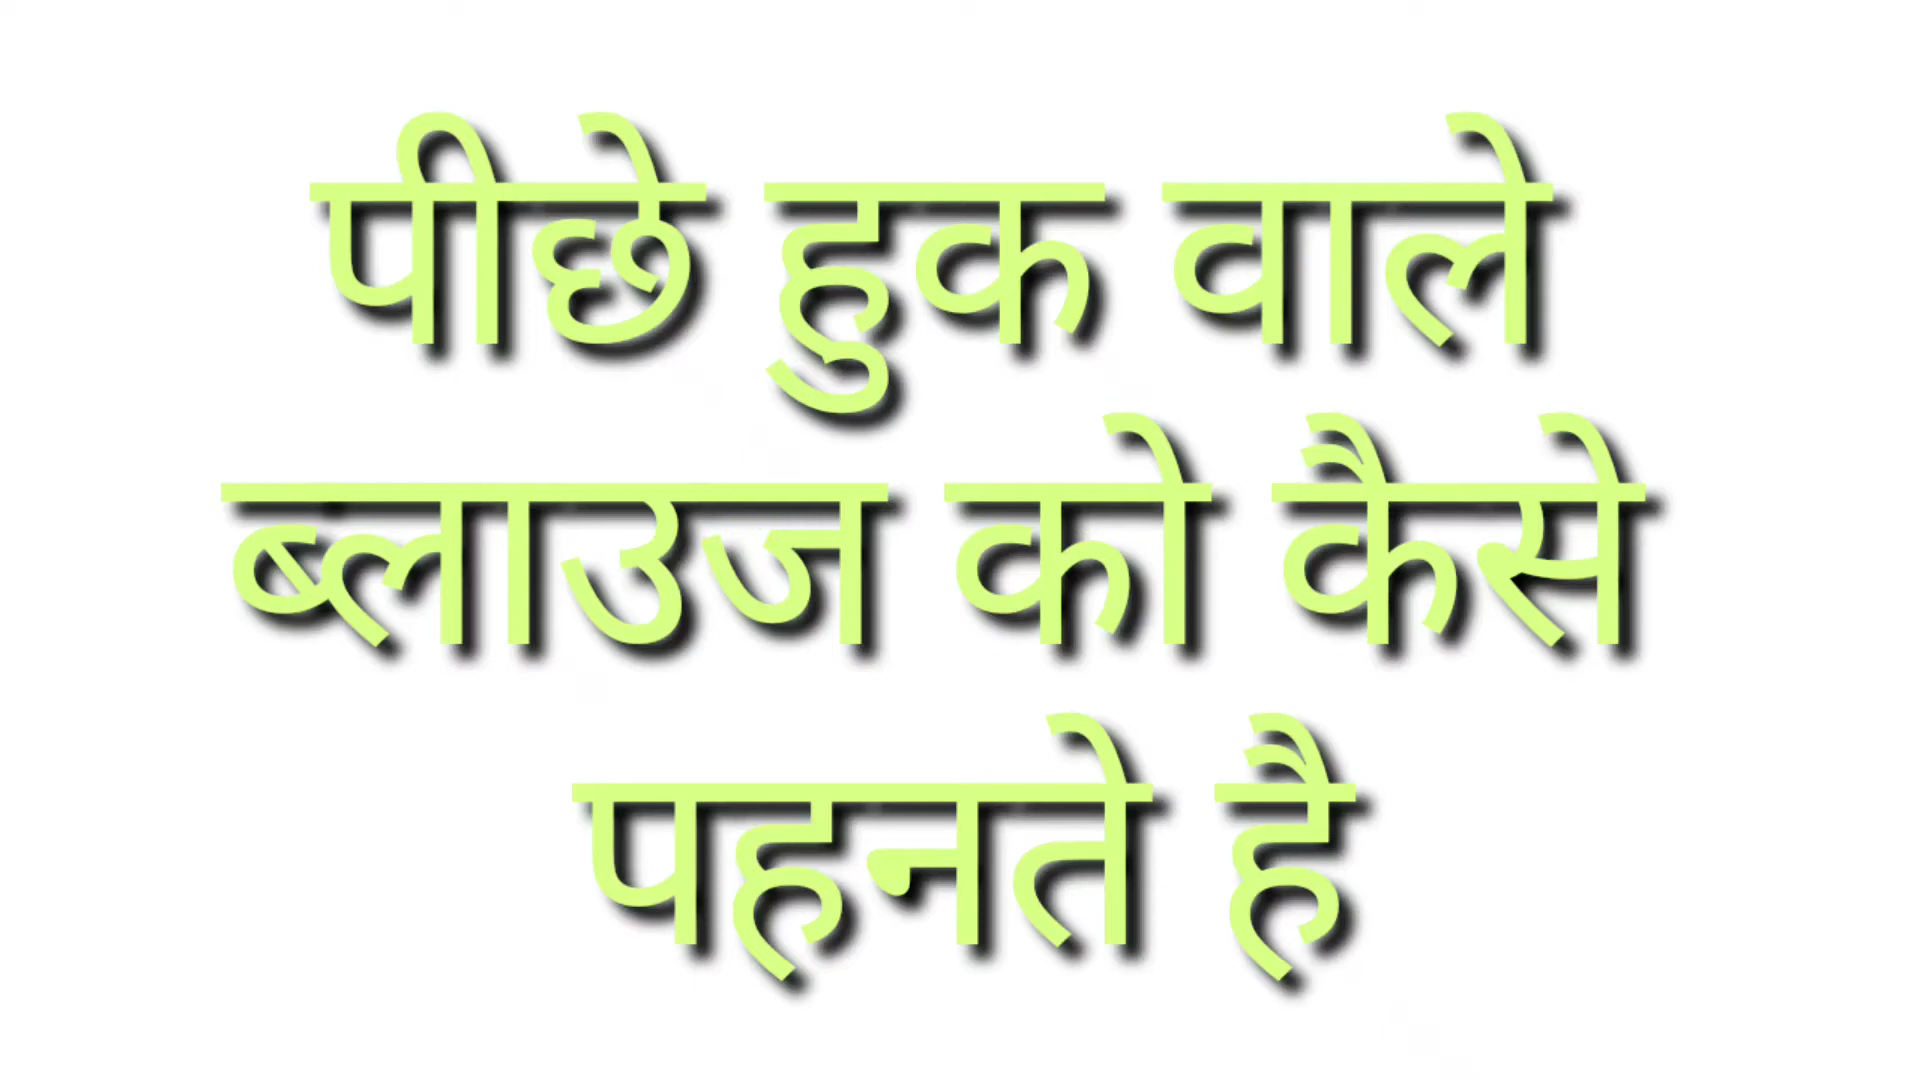 पीछे हुक वाले
ब्लाउज को कैसे
पहनते है